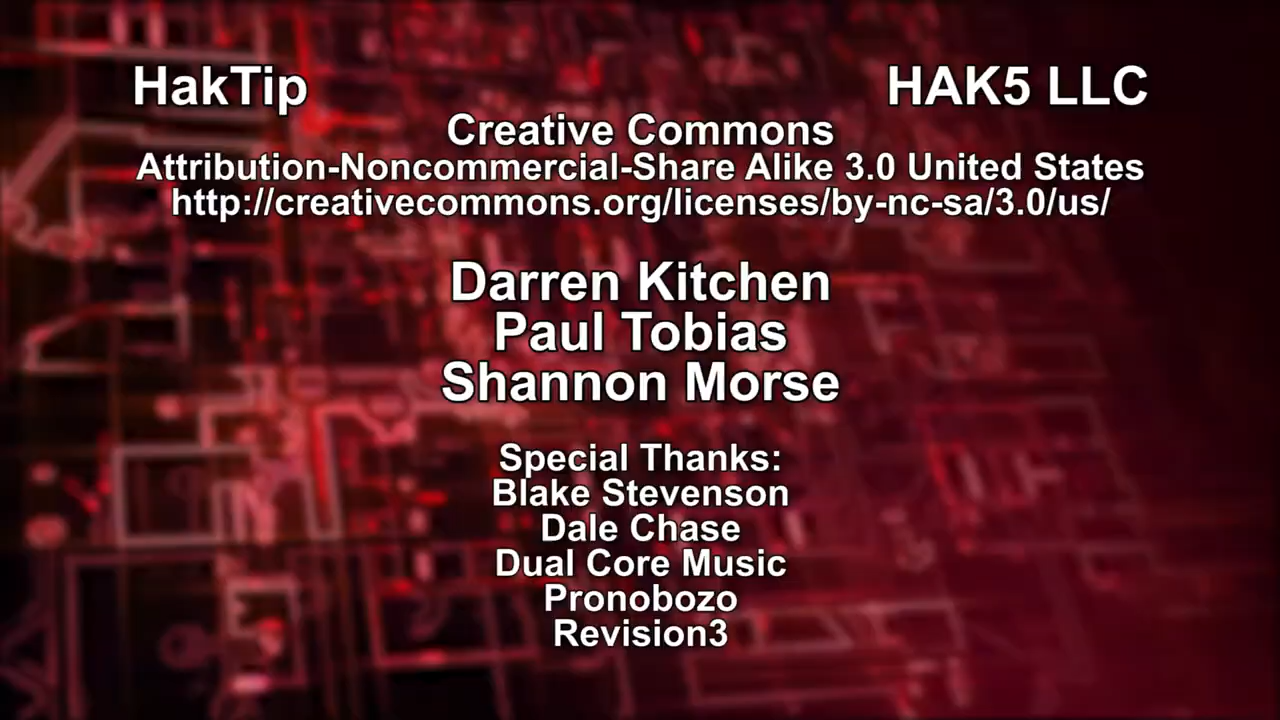 HakTip HAK5 LLC
Creative Commons
Attribution-Noncommercial-Share Alike 3.0 United States
http://creativecommons.org/licenses/by-nc-sa/3.0/us/
Darren Kitchen
Paul Tobias
Shannon Morse
Special Thanks:
Blake Stevenson
Dale Chase
Dual Core Music
Pronobozo
Revision3